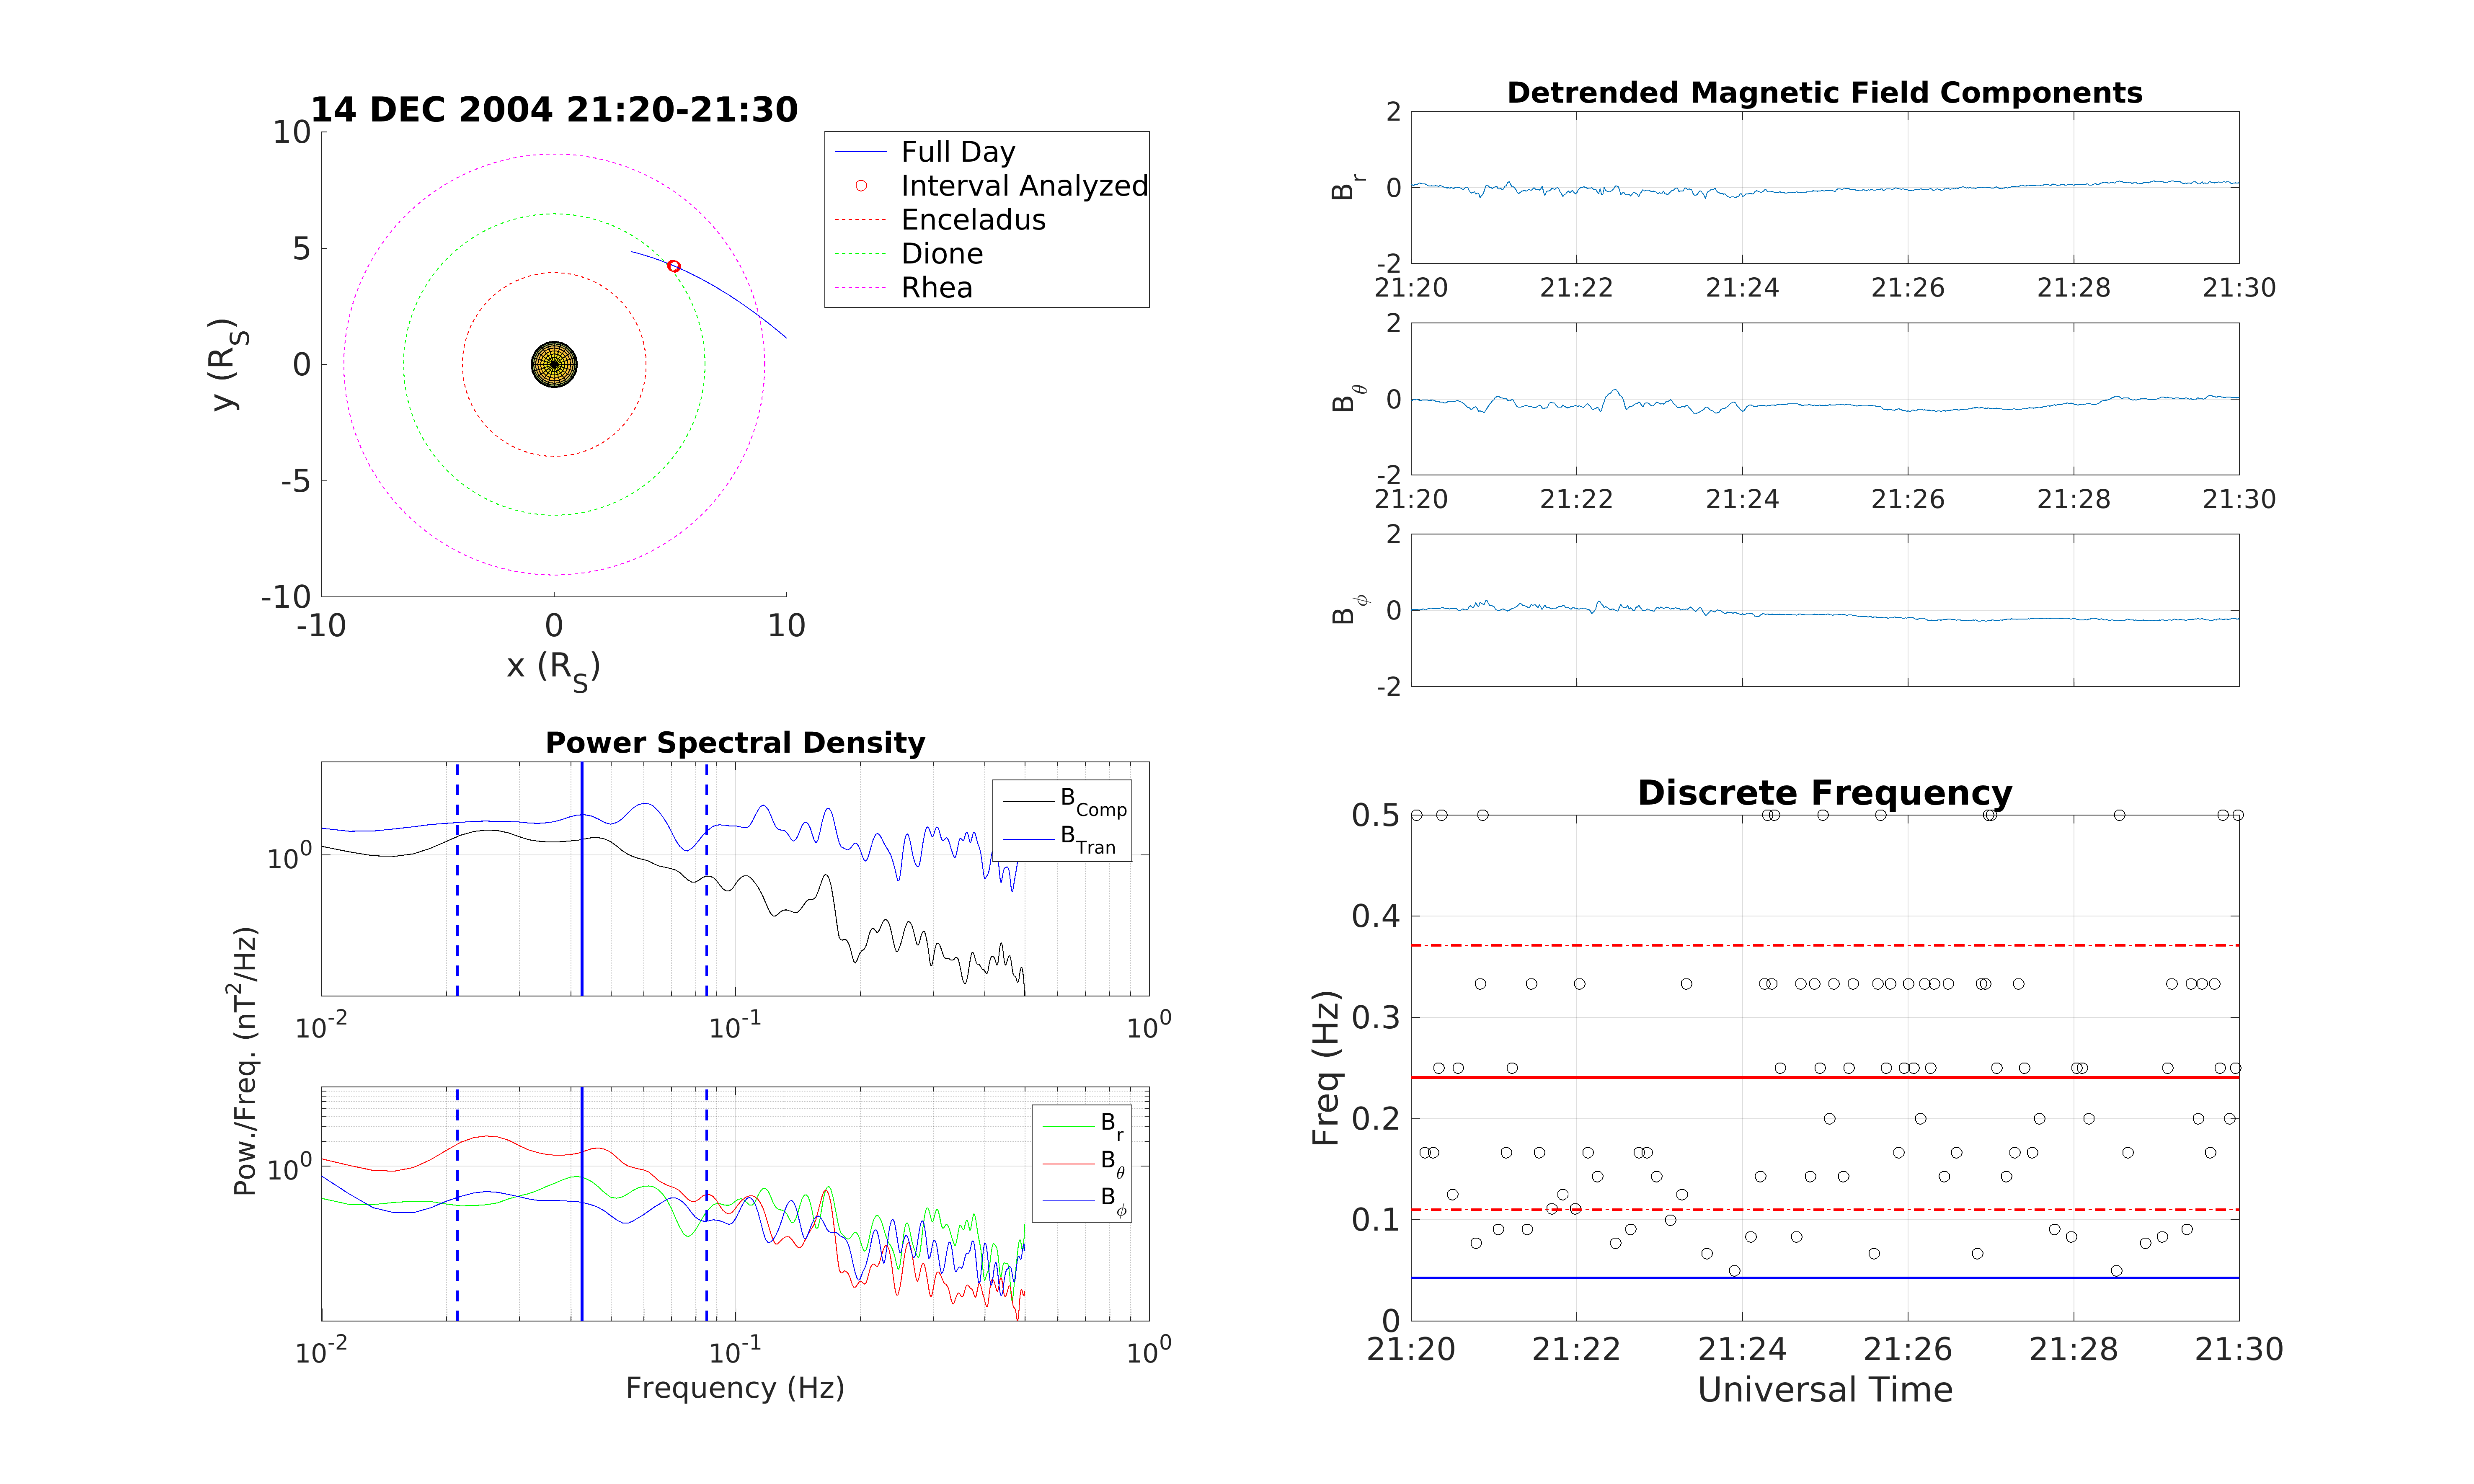 14 DEC 2004 21:20-21:30
10
5
0
-5
-10
y (R_S)
-10 0 10
x (R_S)
Full Day
Interval Analyzed
Enceladus
Dione
Rhea
Detrended Magnetic Field Components
2
0
-2
B_r
21:20 21:22 21:24 21:26 21:28 21:30
2
0
-2
B_θ
21:20 21:22 21:24 21:26 21:28 21:30
2
0
-2
B_ϕ
Power Spectral Density
10^0
B_Comp
B_Tran
10^-2 10^-1 10^0
Pow./Freq. (nT^2/Hz)
10^0
B_r
B_θ
B_ϕ
10^-2 10^-1 10^0
Frequency (Hz)
Discrete Frequency
0.5
0.4
0.3
0.2
0.1
0
Freq (Hz)
21:20 21:22 21:24 21:26 21:28 21:30
Universal Time